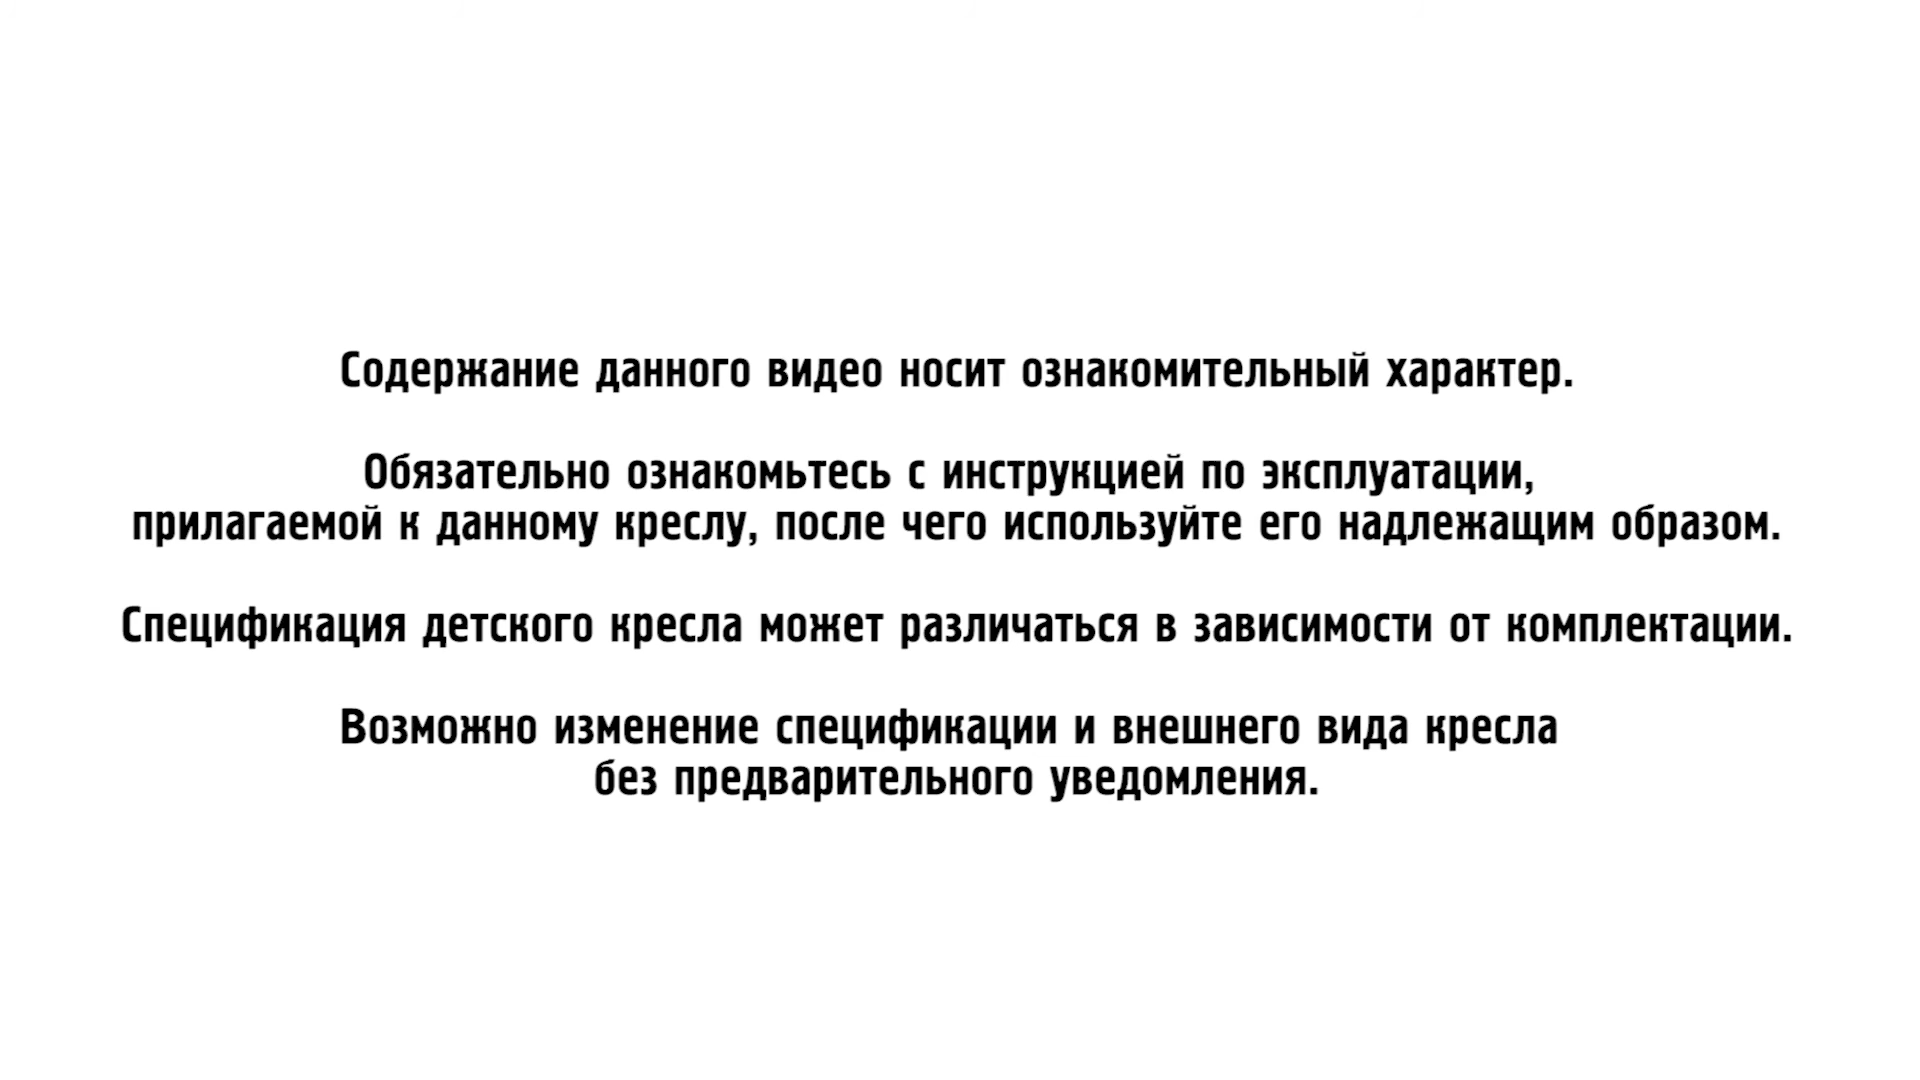 Содержание данного видео носит ознакомительный характер.
Обязательно ознакомьтесь с инструкцией по эксплуатации,
прилагаемой к данному креслу, после чего используйте его надлежащим образом.
Спецификация детского кресла может различаться в зависимости от комплектации.
Возможно изменение спецификации и внешнего вида кресла
без предварительного уведомления.